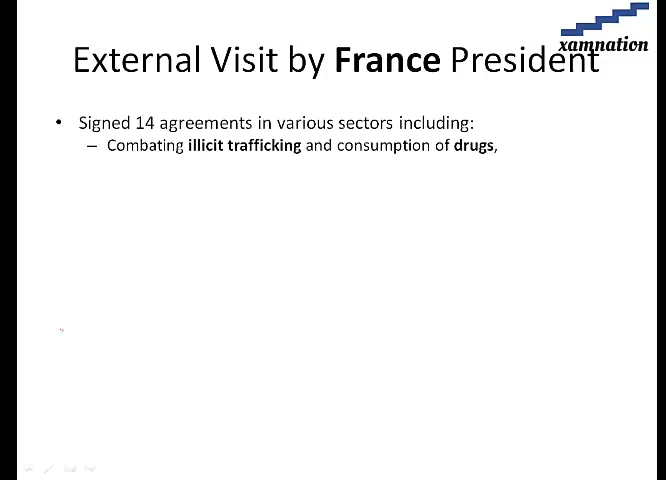 xamnation
External Visit by France President
• Signed 14 agreements in various sectors including:
– Combating illicit trafficking and consumption of drugs,